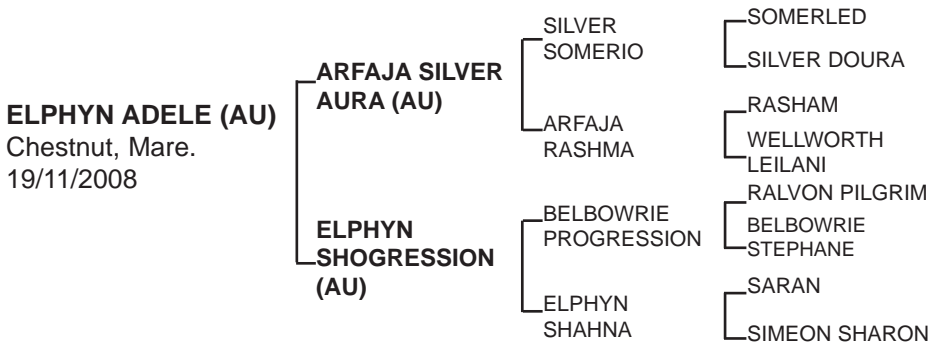 ELPHYN ADELE (AU)
Chestnut, Mare.
19/11/2008
ARFAJA SILVER
AURA (AU)
ELPHYN
SHOGRESSION
(AU)
SILVER
SOMERIO
ARFAJA
RASHMA
BELBOWRIE
PROGRESSION
ELPHYN
SHAHNA
SOMERLED
SILVER DOURA
RASHAM
WELLWORTH
LEILANI
RALVON PILGRIM
BELBOWRIE
STEPHANE
SARAN
SIMEON SHARON